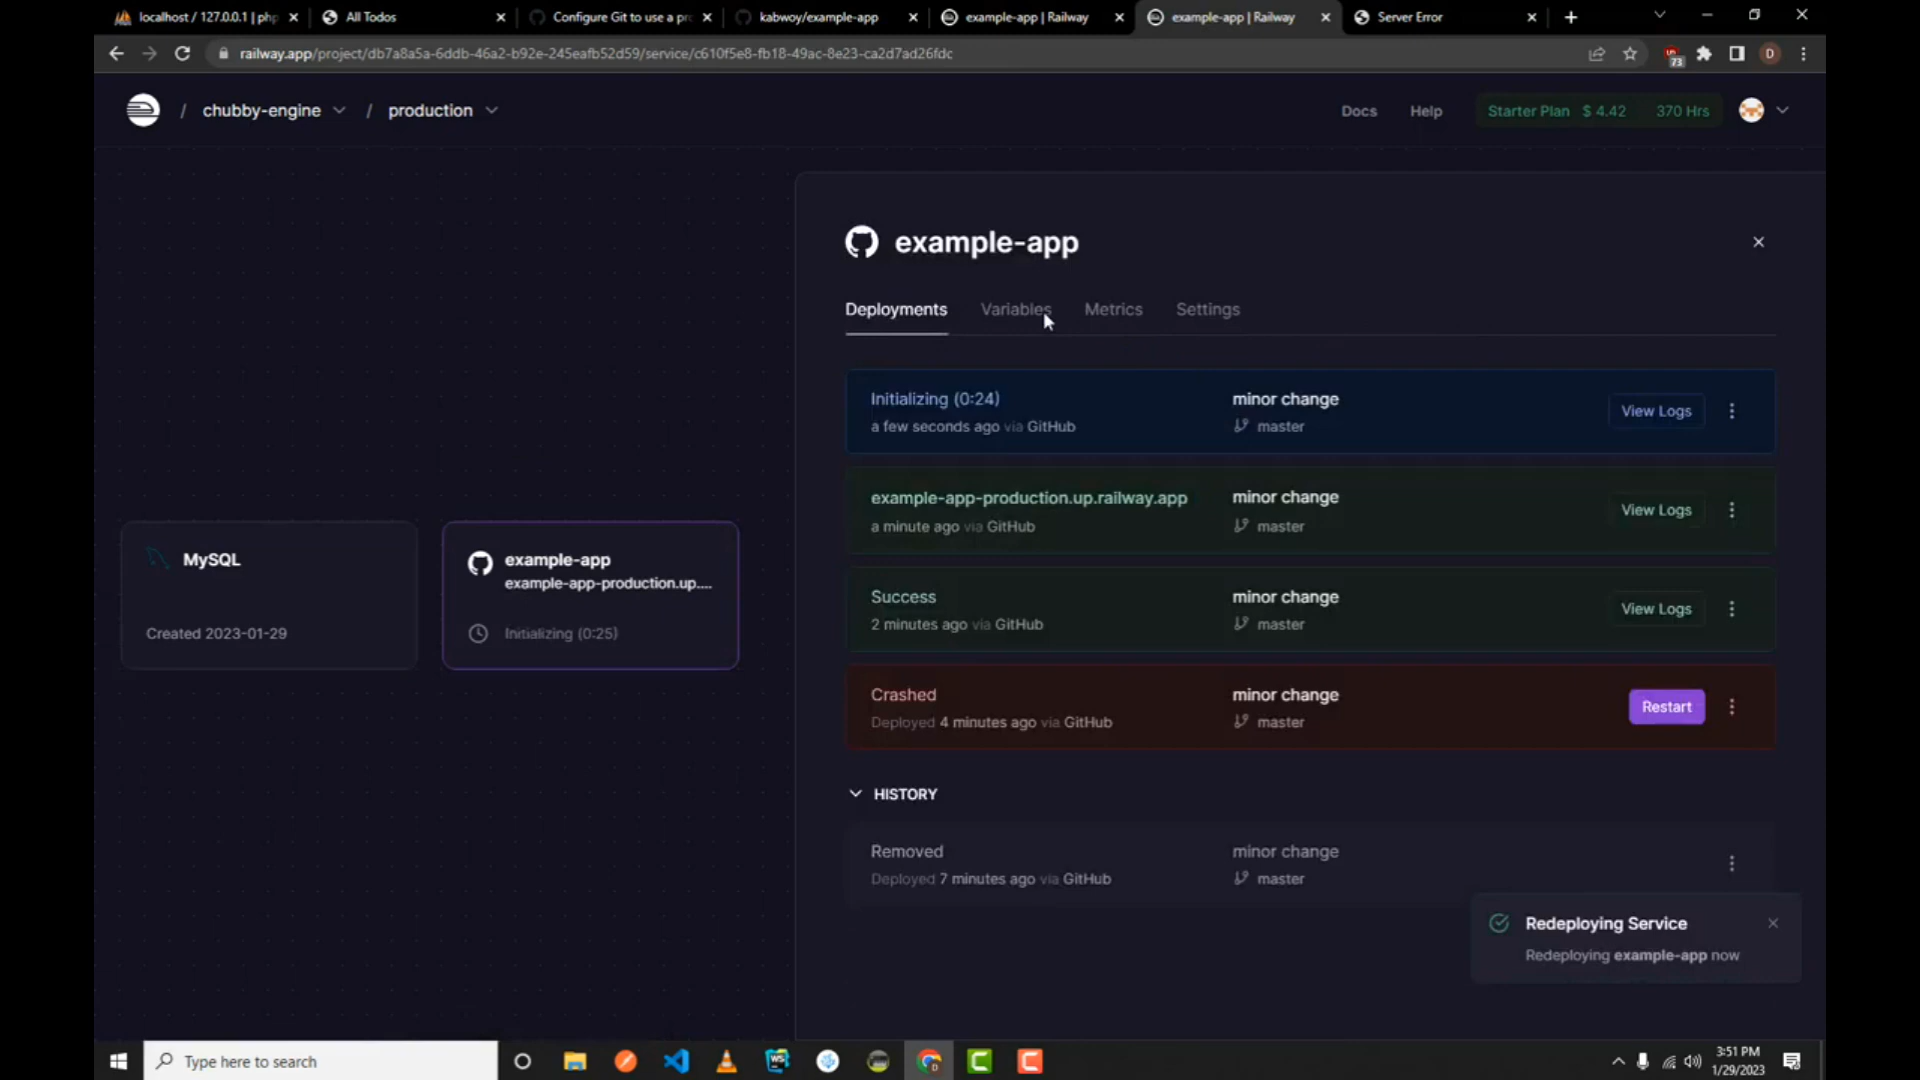 localhost / 127.0.0.1 | php
All Todos
Configure Git to use a pr
kabwoy/example-app
example-app | Railway
example-app | Railway
Server Error
railway.app/project/db7a8a5a-6ddb-46a2-b92e-245eafb52d59/service/c610f5e8-fb18-49ac-8e23-ca2d7ad26fdc
73
D
/ chubby-engine / production
Docs
Help
Starter Plan $ 4.42 370 Hrs
example-app
Deployments
Variables
Metrics
Settings
Initializing (0:24)
minor change
View Logs
a few seconds ago via GitHub
master
example-app-production.up.railway.app
minor change
View Logs
a minute ago via GitHub
master
MySQL
Created 2023-01-29
example-app
example-app-production.up....
Initializing (0:25)
Success
minor change
View Logs
2 minutes ago via GitHub
master
Crashed
minor change
Restart
Deployed 4 minutes ago via GitHub
master
HISTORY
Removed
minor change
Deployed 7 minutes ago via GitHub
master
Redeploying Service
Redeploying example-app now
Type here to search
WS
D
3:51 PM
1/29/2023